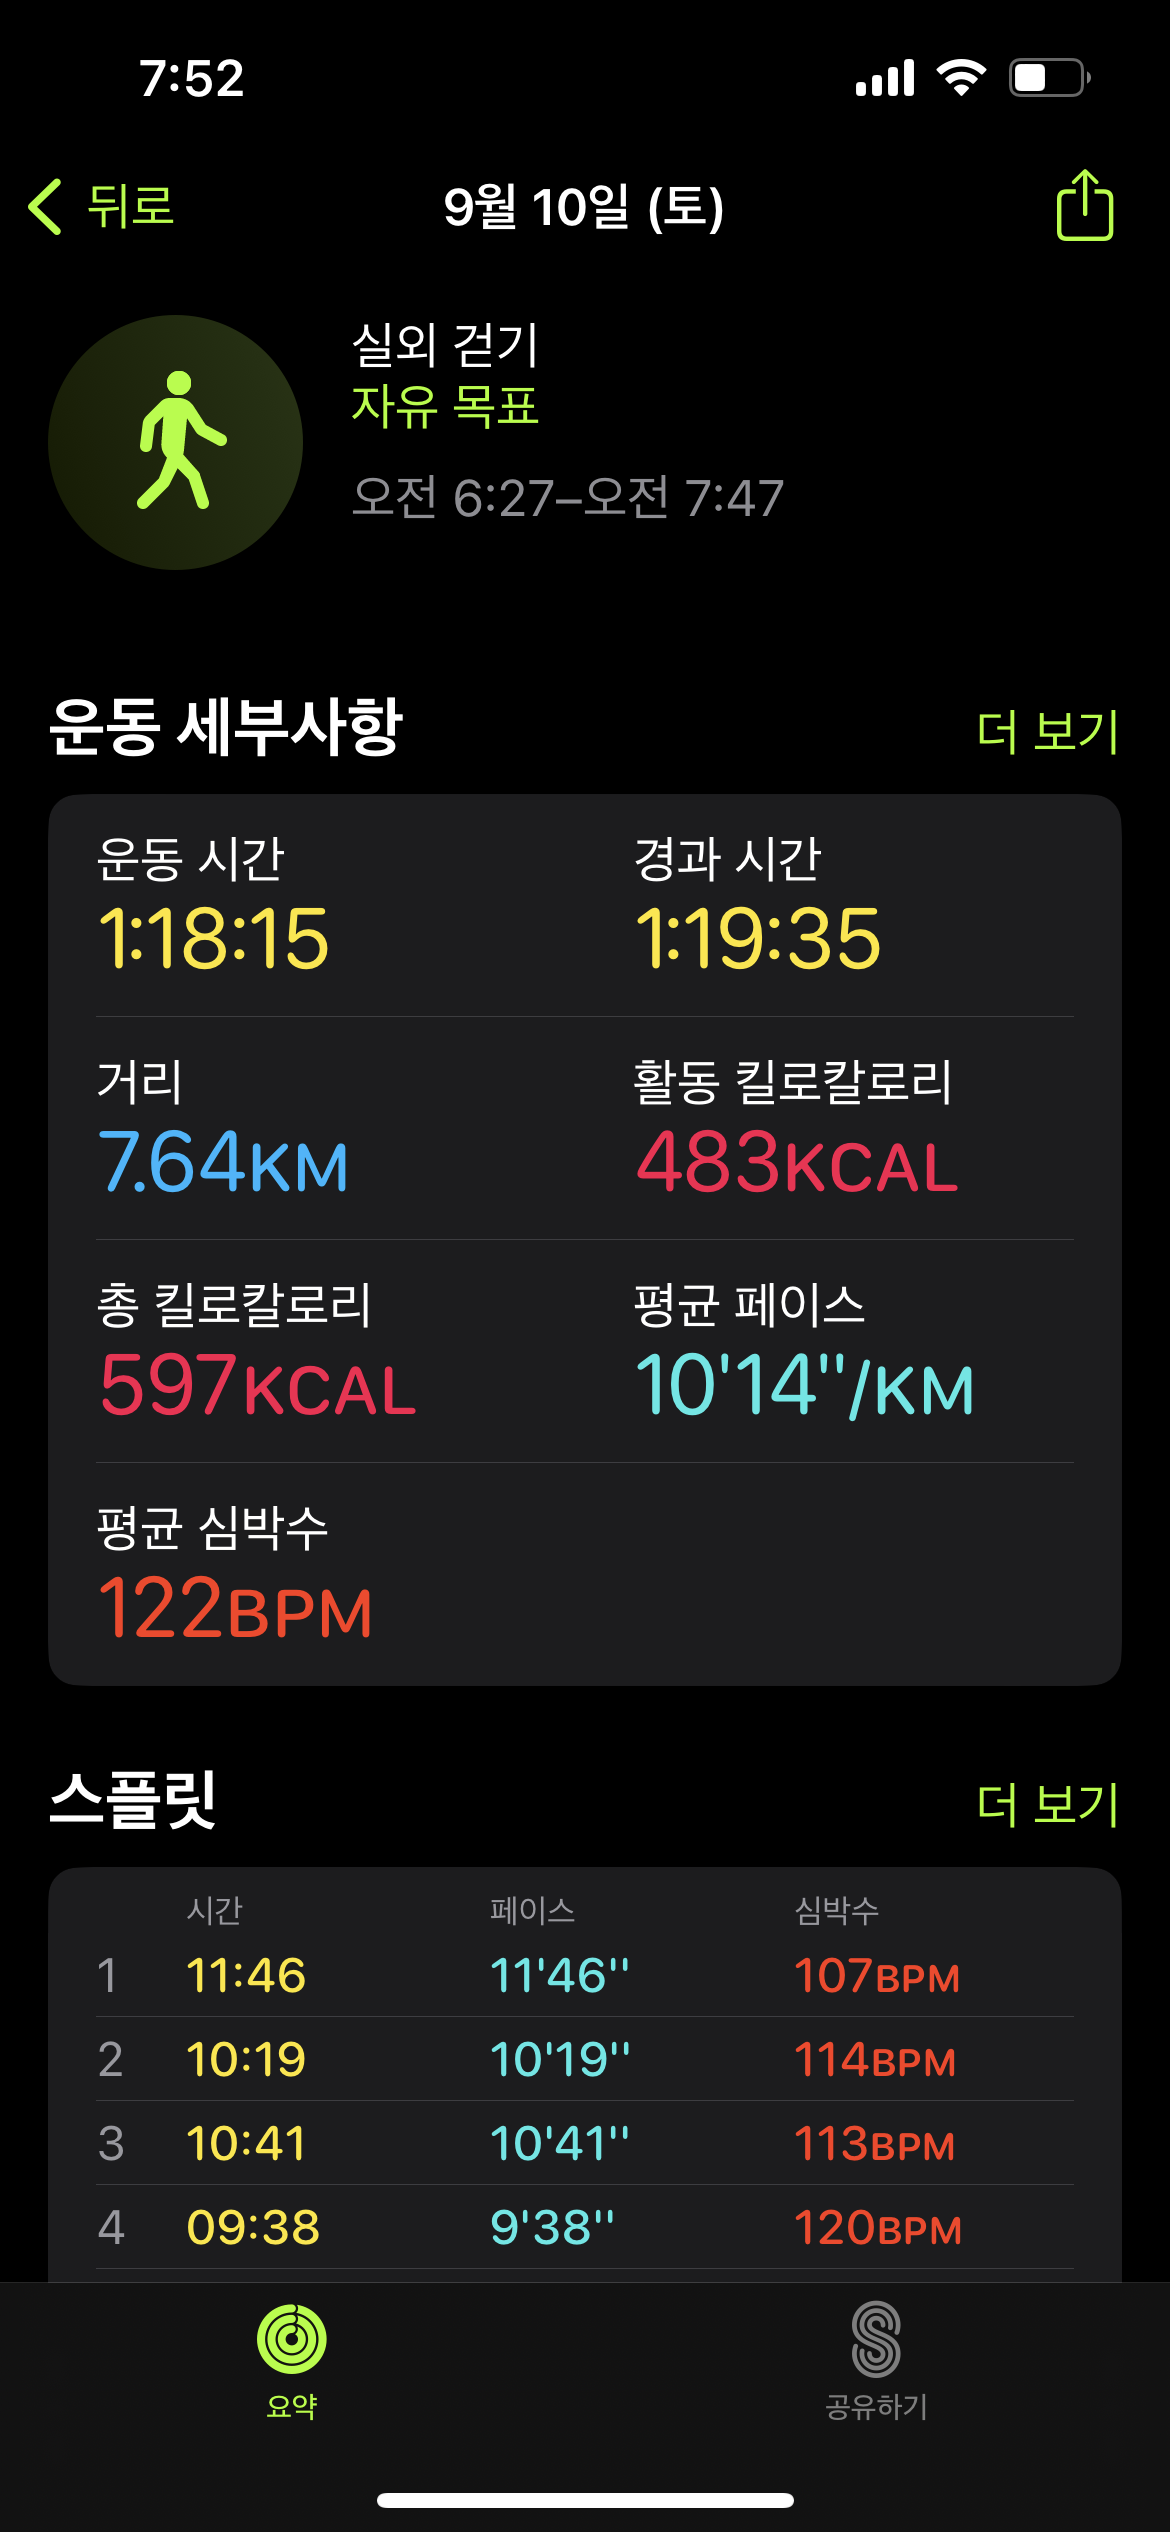 7:52
뒤로
9월 10일 (토)
실외 걷기
자유 목표
오전 6:27–오전 7:47
운동 세부사항
더 보기
운동 시간
경과 시간
1:18:15
1:19:35
거리
활동 킬로칼로리
7.64KM
483KCAL
총 킬로칼로리
평균 페이스
597KCAL
10'14''/KM
평균 심박수
122BPM
스플릿
더 보기
시간 페이스 심박수
1 11:46 11'46'' 107BPM
2 10:19 10'19'' 114BPM
3 10:41 10'41'' 113BPM
4 09:38 9'38'' 120BPM
요약
공유하기